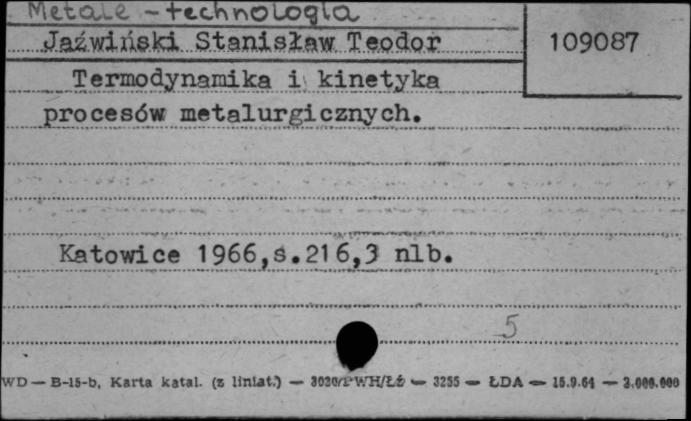 Metale - technologia
Jaźwiński Stanisław Teodor
109087
Termodynamika i kinetyka
procesów metalurgicznych.
Katowice 1966,s.216,3 nlb.
5
WD — B-15-b, Karta katal. (z liniat.) — 3030/PWH/Łź — 3255 — ŁDA — 15.9.64 — 3.000.000